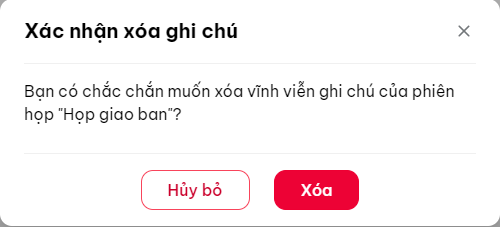 Xác nhận xóa ghi chú
Bạn có chắc chắn muốn xóa vĩnh viễn ghi chú của phiên
họp "Họp giao ban"?
Hủy bỏ
Xóa